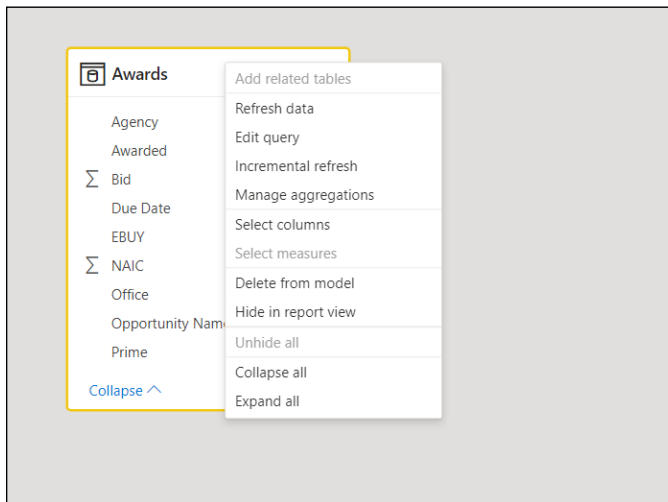 Awards
Agency
Awarded
Σ Bid
Due Date
EBUY
Σ NAIC
Office
Opportunity Nam
Prime
Collapse
Add related tables
Refresh data
Edit query
Incremental refresh
Manage aggregations
Select columns
Select measures
Delete from model
Hide in report view
Unhide all
Collapse all
Expand all